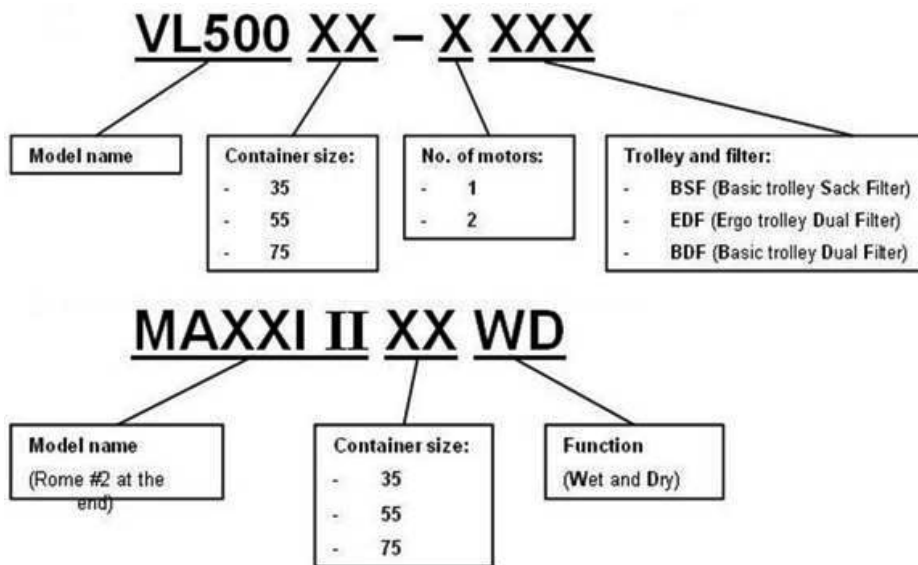 VL500 XX – X XXX
Model name
Container size:
- 35
- 55
- 75
No. of motors:
- 1
- 2
Trolley and filter:
- BSF (Basic trolley Sack Filter)
- EDF (Ergo trolley Dual Filter)
- BDF (Basic trolley Dual Filter)
MAXXI II XX WD
Model name
(Rome #2 at the
end)
Container size:
- 35
- 55
- 75
Function
(Wet and Dry)